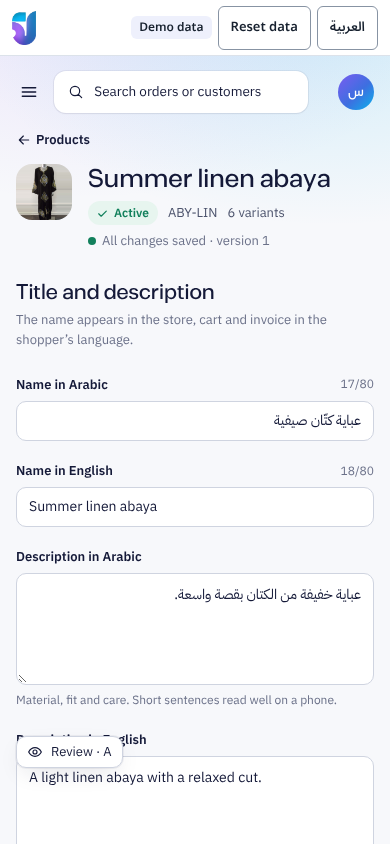 Demo data
Reset data
العربية
Search orders or customers
س
Products
Summer linen abaya
Active ABY-LIN 6 variants
All changes saved · version 1
Title and description
The name appears in the store, cart and invoice in the
shopper's language.
Name in Arabic 17/80
عباية كتّان صيفية
Name in English 18/80
Summer linen abaya
Description in Arabic
عباية خفيفة من الكتان بقصة واسعة.
Material, fit and care. Short sentences read well on a phone.
Review · A
A light linen abaya with a relaxed cut.